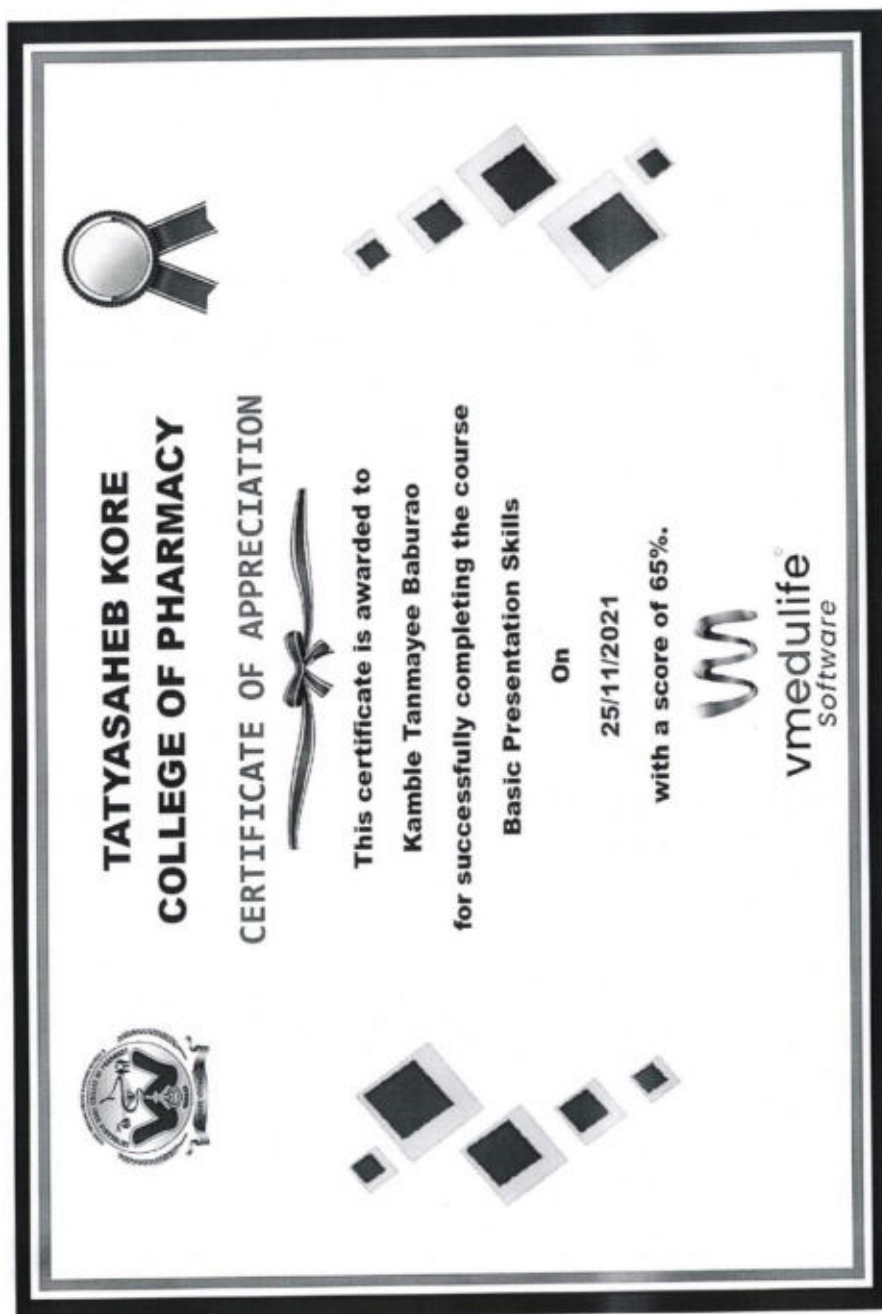 TATYASAHEB KORE
COLLEGE OF PHARMACY
CERTIFICATE OF APPRECIATION
This certificate is awarded to
Kamble Tanmayee Baburao
for successfully completing the course
Basic Presentation Skills
On
25/11/2021
with a score of 65%.
vmedulife
Software